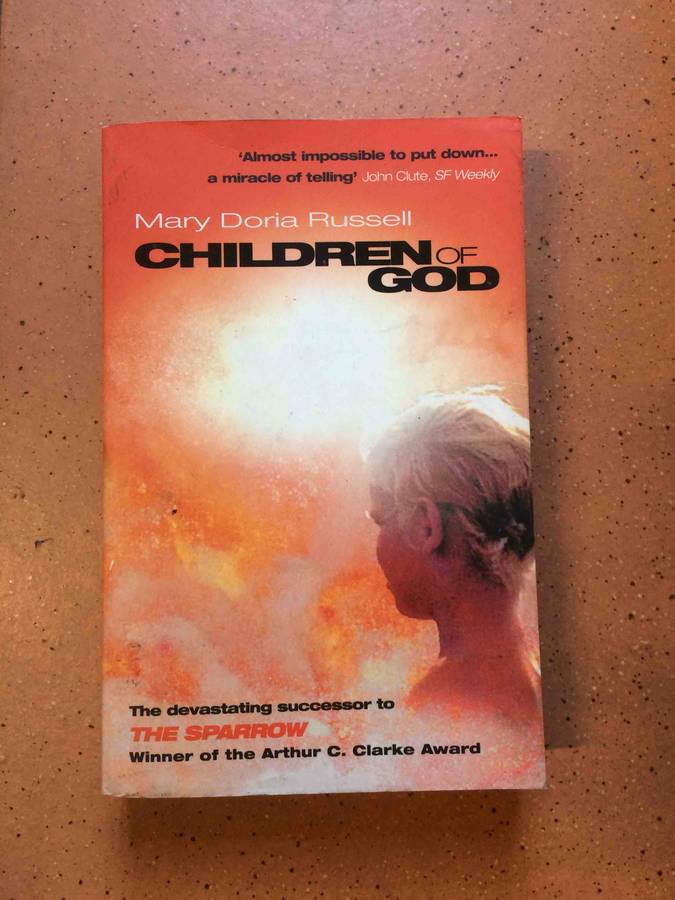 'Almost impossible to put down...
a miracle of telling' John Clute, SF Weekly
Mary Doria Russell
CHILDREN OF
GOD
The devastating successor to
THE SPARROW
Winner of the Arthur C. Clarke Award